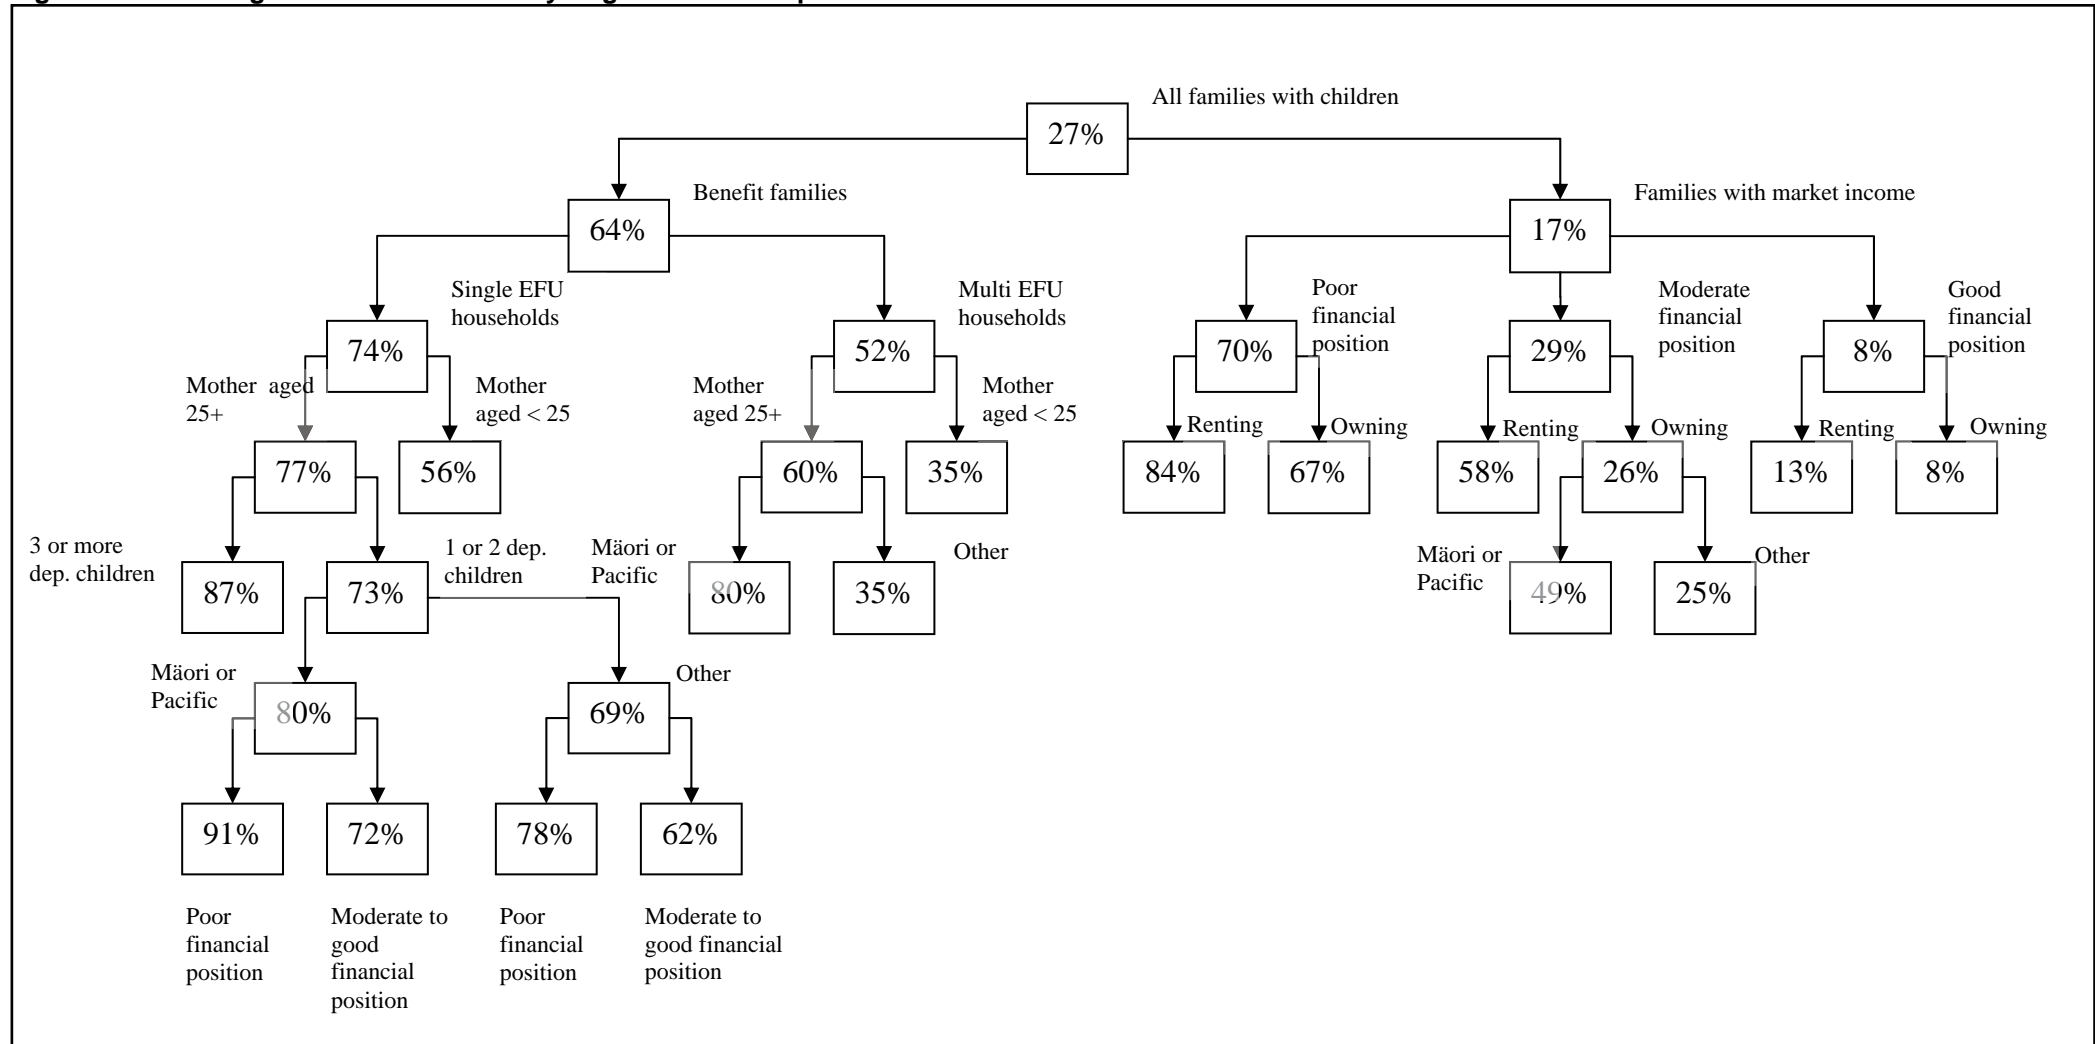 All families with children
27%
Benefit families
Families with market income
64%
17%
Single EFU
households
Multi EFU
households
Poor
financial
position
Moderate
financial
position
Good
financial
position
74%
52%
70%
29%
8%
Mother aged
25+
Mother
aged < 25
Mother
aged 25+
Mother
aged < 25
Renting
Owning
Renting
Owning
Renting
Owning
77%
56%
60%
35%
84%
67%
58%
26%
13%
8%
3 or more
dep. children
1 or 2 dep.
children
Mäori or
Pacific
Other
Mäori or
Pacific
Other
87%
73%
80%
35%
49%
25%
Mäori or
Pacific
Other
80%
69%
91%
72%
78%
62%
Poor
financial
position
Moderate to
good
financial
position
Poor
financial
position
Moderate to
good financial
position